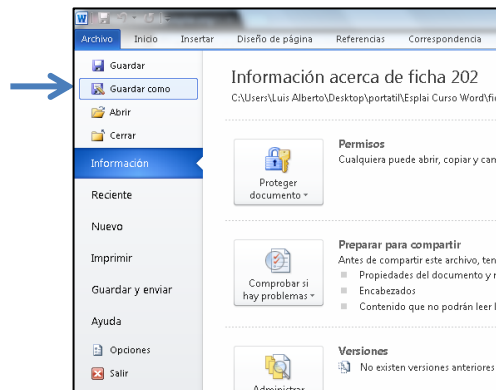 W
Archivo Inicio Insertar Diseño de página Referencias Correspondencia
Guardar
Guardar como
Abrir
Cerrar
Información
Reciente
Nuevo
Imprimir
Guardar y enviar
Ayuda
Opciones
Salir
Información acerca de ficha 202
C:\Users\Luis Alberto\Desktop\portatil\Esplai Curso Word\fi
Proteger
documento
Permisos
Cualquiera puede abrir, copiar y can
Comprobar si
hay problemas
Preparar para compartir
Antes de compartir este archivo, ten
Propiedades del documento y
Encabezados
Contenido que no podrán leer l
Administrar
Versiones
No existen versiones anteriores